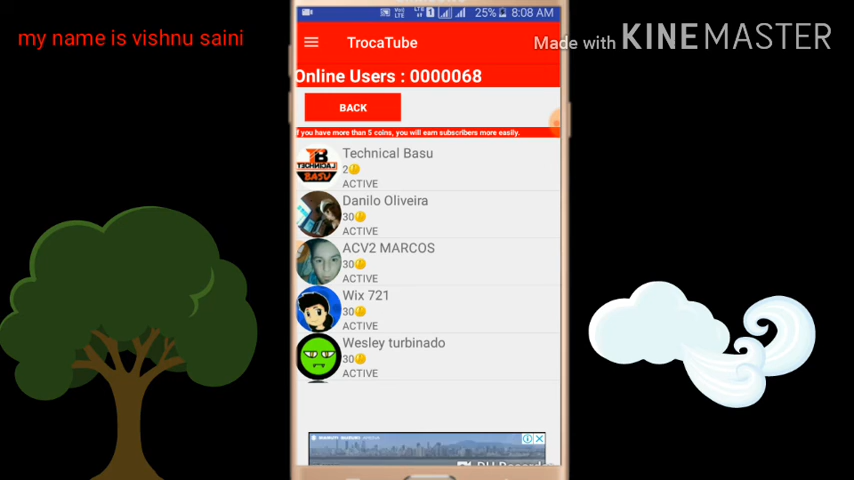 my name is vishnu saini
Made with KINEMASTER
25% 8:08 AM
TrocaTube
Online Users : 0000068
BACK
f you have more than 5 coins, you will earn subscribers more easily.
Technical Basu
2
ACTIVE
Danilo Oliveira
30
ACTIVE
ACV2 MARCOS
30
ACTIVE
Wix 721
30
ACTIVE
Wesley turbinado
30
ACTIVE